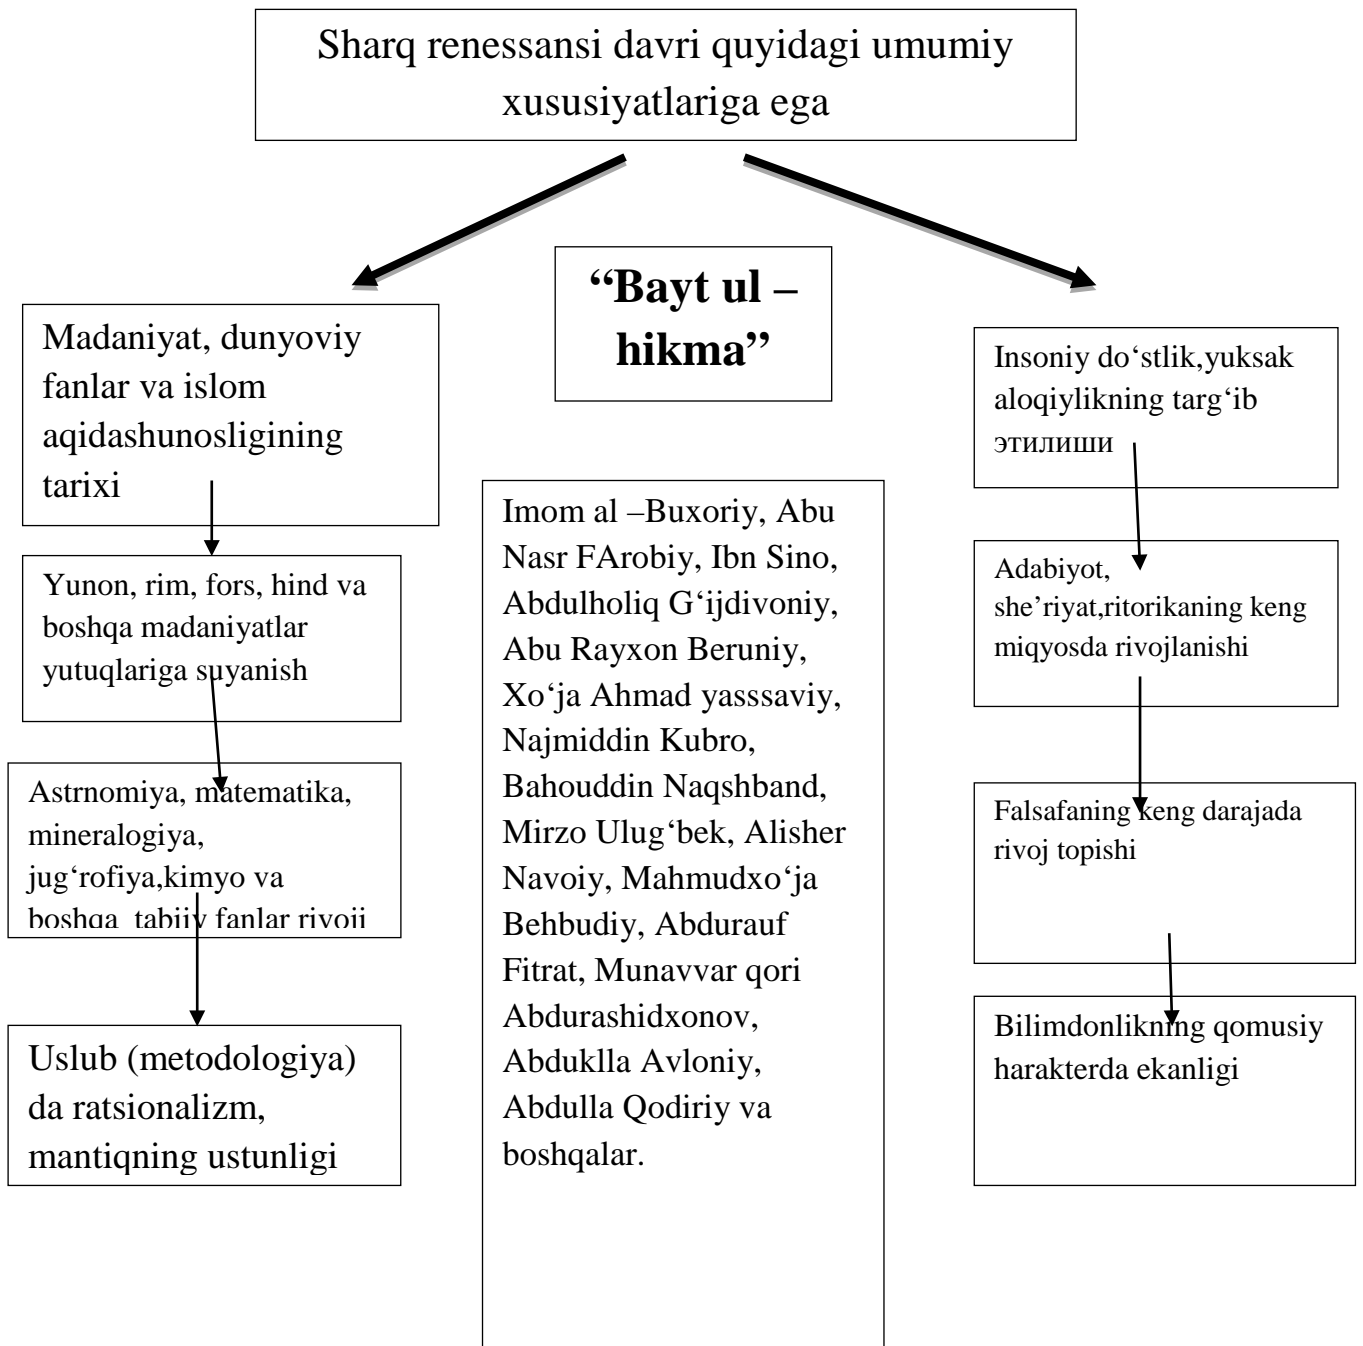 Sharq renessansi davri quyidagi umumiy
xususiyatlariga ega
“Bayt ul –
hikma”
Madaniyat, dunyoviy
fanlar va islom
aqidashunosligining
tarixi
Yunon, rim, fors, hind va
boshqa madaniyatlar
yutuqlariga suyanish
Astrnomiya, matematika,
mineralogiya,
jug‘rofiya,kimyo va
boshqa tabiiy fanlar rivoji
Uslub (metodologiya)
da ratsionalizm,
mantiqning ustunligi
Imom al –Buxoriy, Abu
Nasr FArobiy, Ibn Sino,
Abdulholiq G‘ijdivoniy,
Abu Rayxon Beruniy,
Xo‘ja Ahmad yasssaviy,
Najmiddin Kubro,
Bahouddin Naqshband,
Mirzo Ulug‘bek, Alisher
Navoiy, Mahmudxo‘ja
Behbudiy, Abdurauf
Fitrat, Munavvar qori
Abdurashidxonov,
Abduklla Avloniy,
Abdulla Qodiriy va
boshqalar.
Insoniy do‘stlik,yuksak
aloqiylikning targ‘ib
этилиши
Adabiyot,
she’riyat,ritorikaning keng
miqyosda rivojlanishi
Falsafaning keng darajada
rivoj topishi
Bilimdonlikning qomusiy
harakterda ekanligi